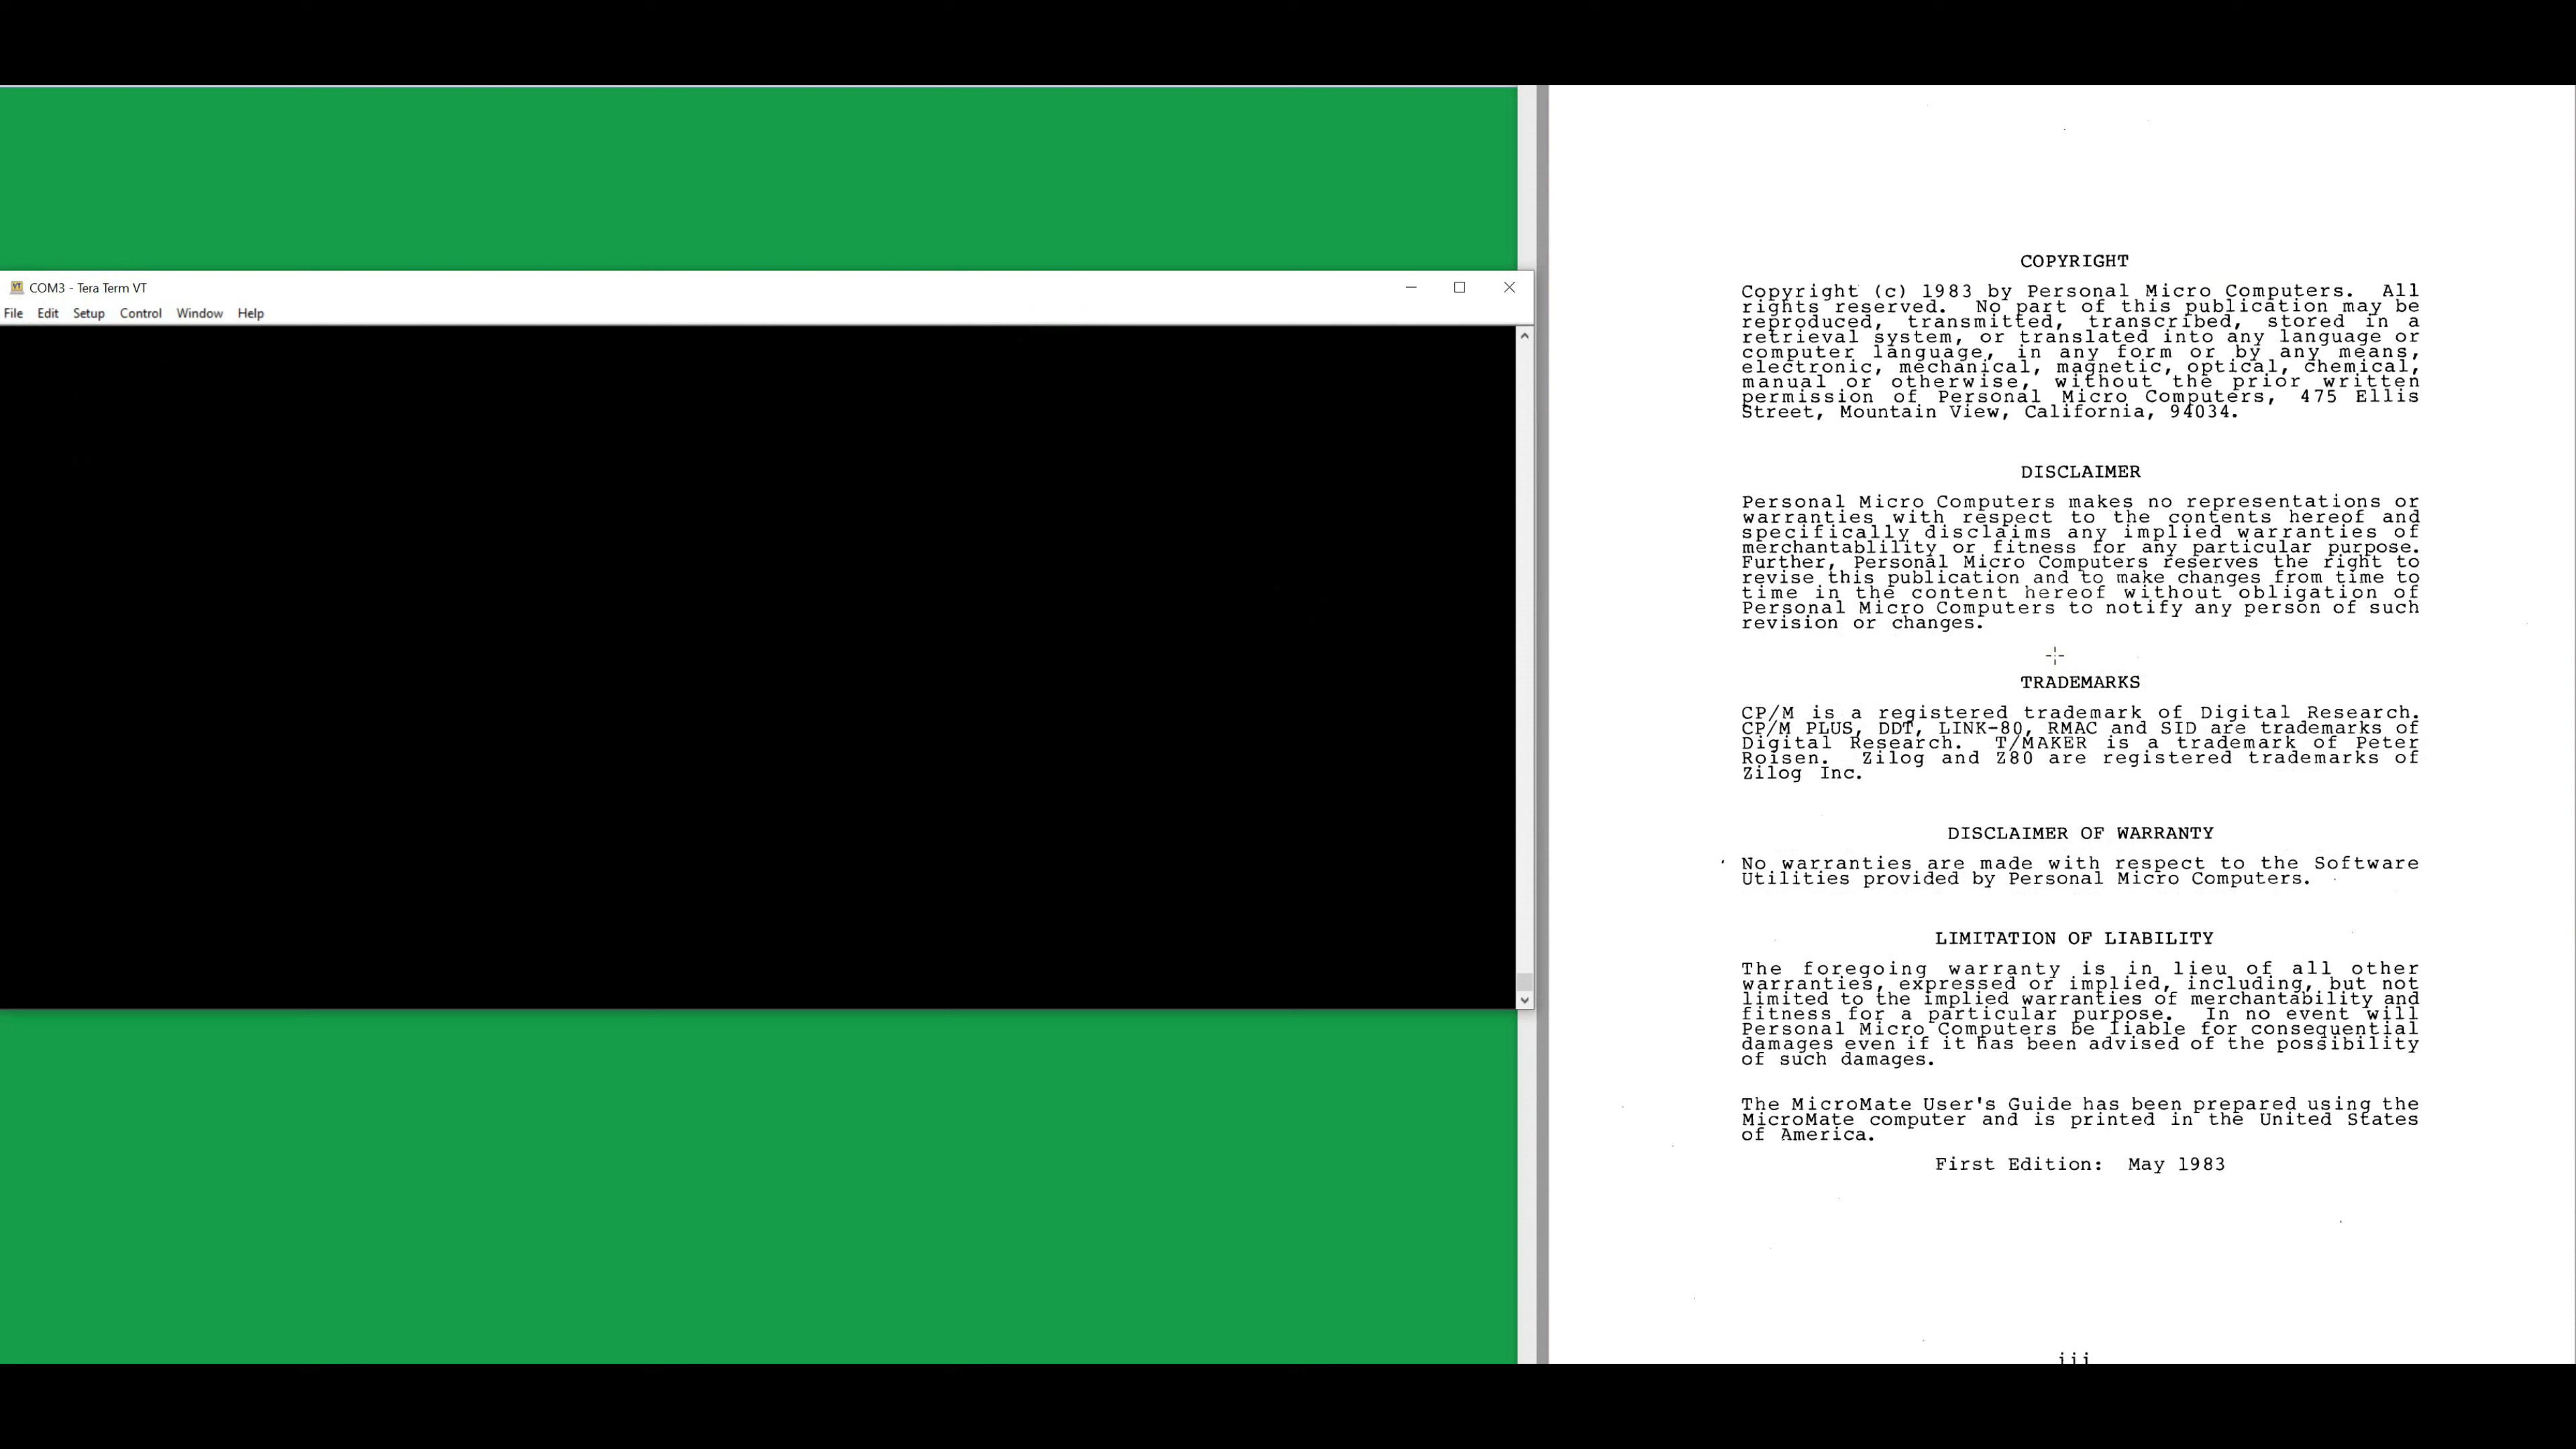 COM3 - Tera Term VT
File Edit Setup Control Window Help
COPYRIGHT
Copyright (c) 1983 by Personal Micro Computers. All
rights reserved. No part of this publication may be
reproduced, transmitted, transcribed, stored in a
retrieval system, or translated into any language or
computer language, in any form or by any means,
electronic, mechanical, magnetic, optical, chemical,
manual or otherwise, without the prior written
permission of Personal Micro Computers, 475 Ellis
Street, Mountain View, California, 94034.
DISCLAIMER
Personal Micro Computers makes no representations or
warranties with respect to the contents hereof and
specifically disclaims any implied warranties of
merchantablility or fitness for any particular purpose.
Further, Personal Micro Computers reserves the right to
revise this publication and to make changes from time to
time in the content hereof without obligation of
Personal Micro Computers to notify any person of such
revision or changes.
TRADEMARKS
CP/M is a registered trademark of Digital Research.
CP/M PLUS, DDT, LINK-80, RMAC and SID are trademarks of
Digital Research. T/MAKER is a trademark of Peter
Roisen. Zilog and Z80 are registered trademarks of
Zilog Inc.
DISCLAIMER OF WARRANTY
No warranties are made with respect to the Software
Utilities provided by Personal Micro Computers.
LIMITATION OF LIABILITY
The foregoing warranty is in lieu of all other
warranties, expressed or implied, including, but not
limited to the implied warranties of merchantability and
fitness for a particular purpose. In no event will
Personal Micro Computers be liable for consequential
damages even if it has been advised of the possibility
of such damages.
The MicroMate User's Guide has been prepared using the
MicroMate computer and is printed in the United States
of America.
First Edition: May 1983
iii